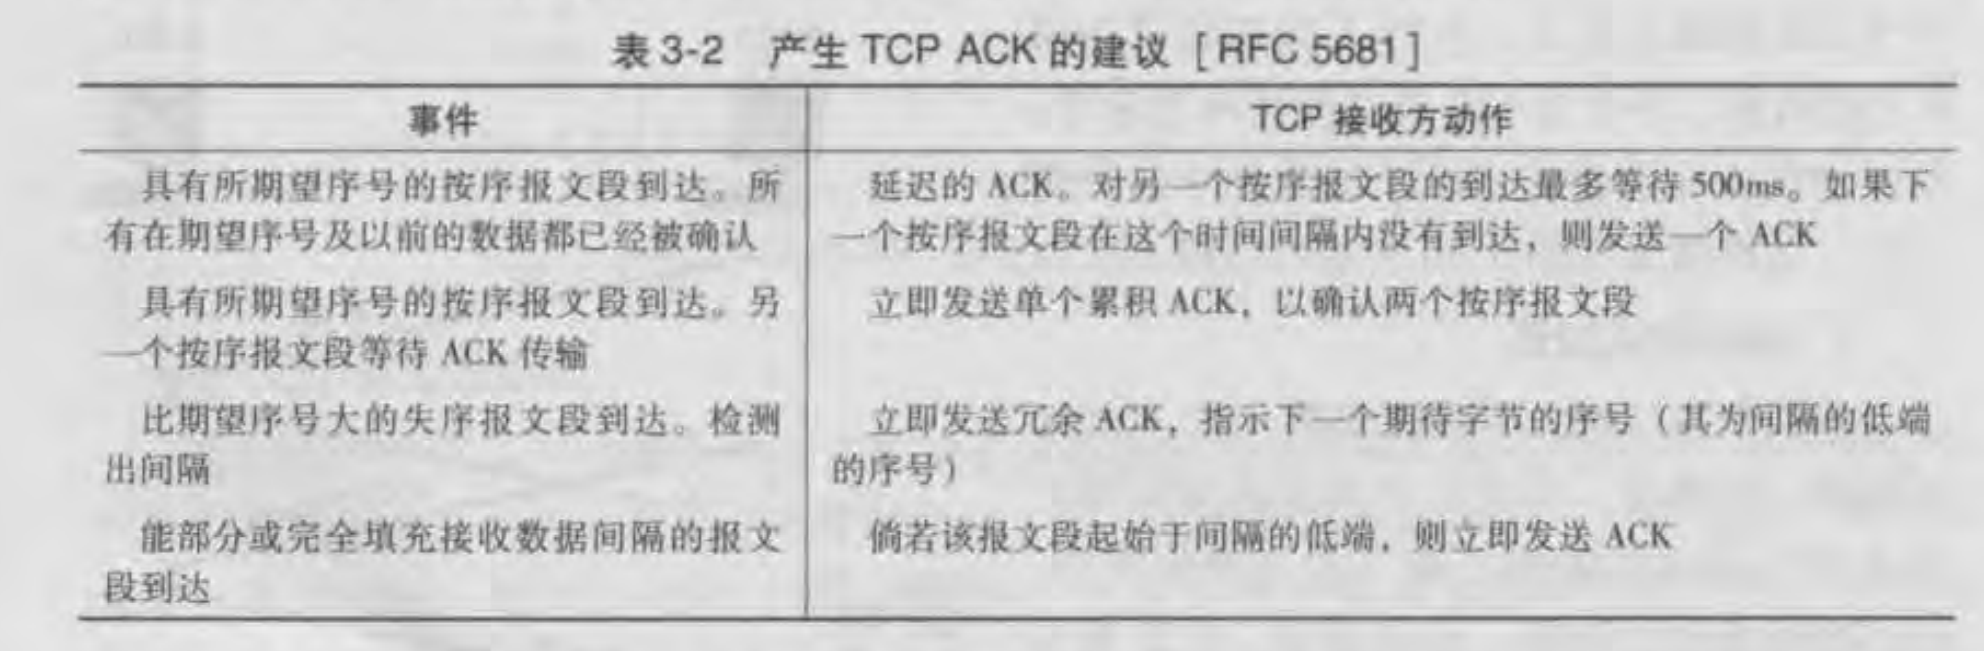 表3-2 产生 TCP ACK 的建议 [RFC 5681]
事件
TCP 接收方动作
具有所期望序号的按序报文段到达。所
有在期望序号及以前的数据都已经被确认
延迟的 ACK。对另一个按序报文段的到达最多等待 500ms。如果下
一个按序报文段在这个时间间隔内没有到达，则发送一个 ACK
具有所期望序号的按序报文段到达。另
一个按序报文段等待 ACK 传输
立即发送单个累积 ACK，以确认两个按序报文段
比期望序号大的失序报文段到达。检测
出间隔
立即发送冗余 ACK，指示下一个期待字节的序号（其为间隔的低端
的序号）
能部分或完全填充接收数据间隔的报文
段到达
倘若该报文段起始于间隔的低端，则立即发送 ACK